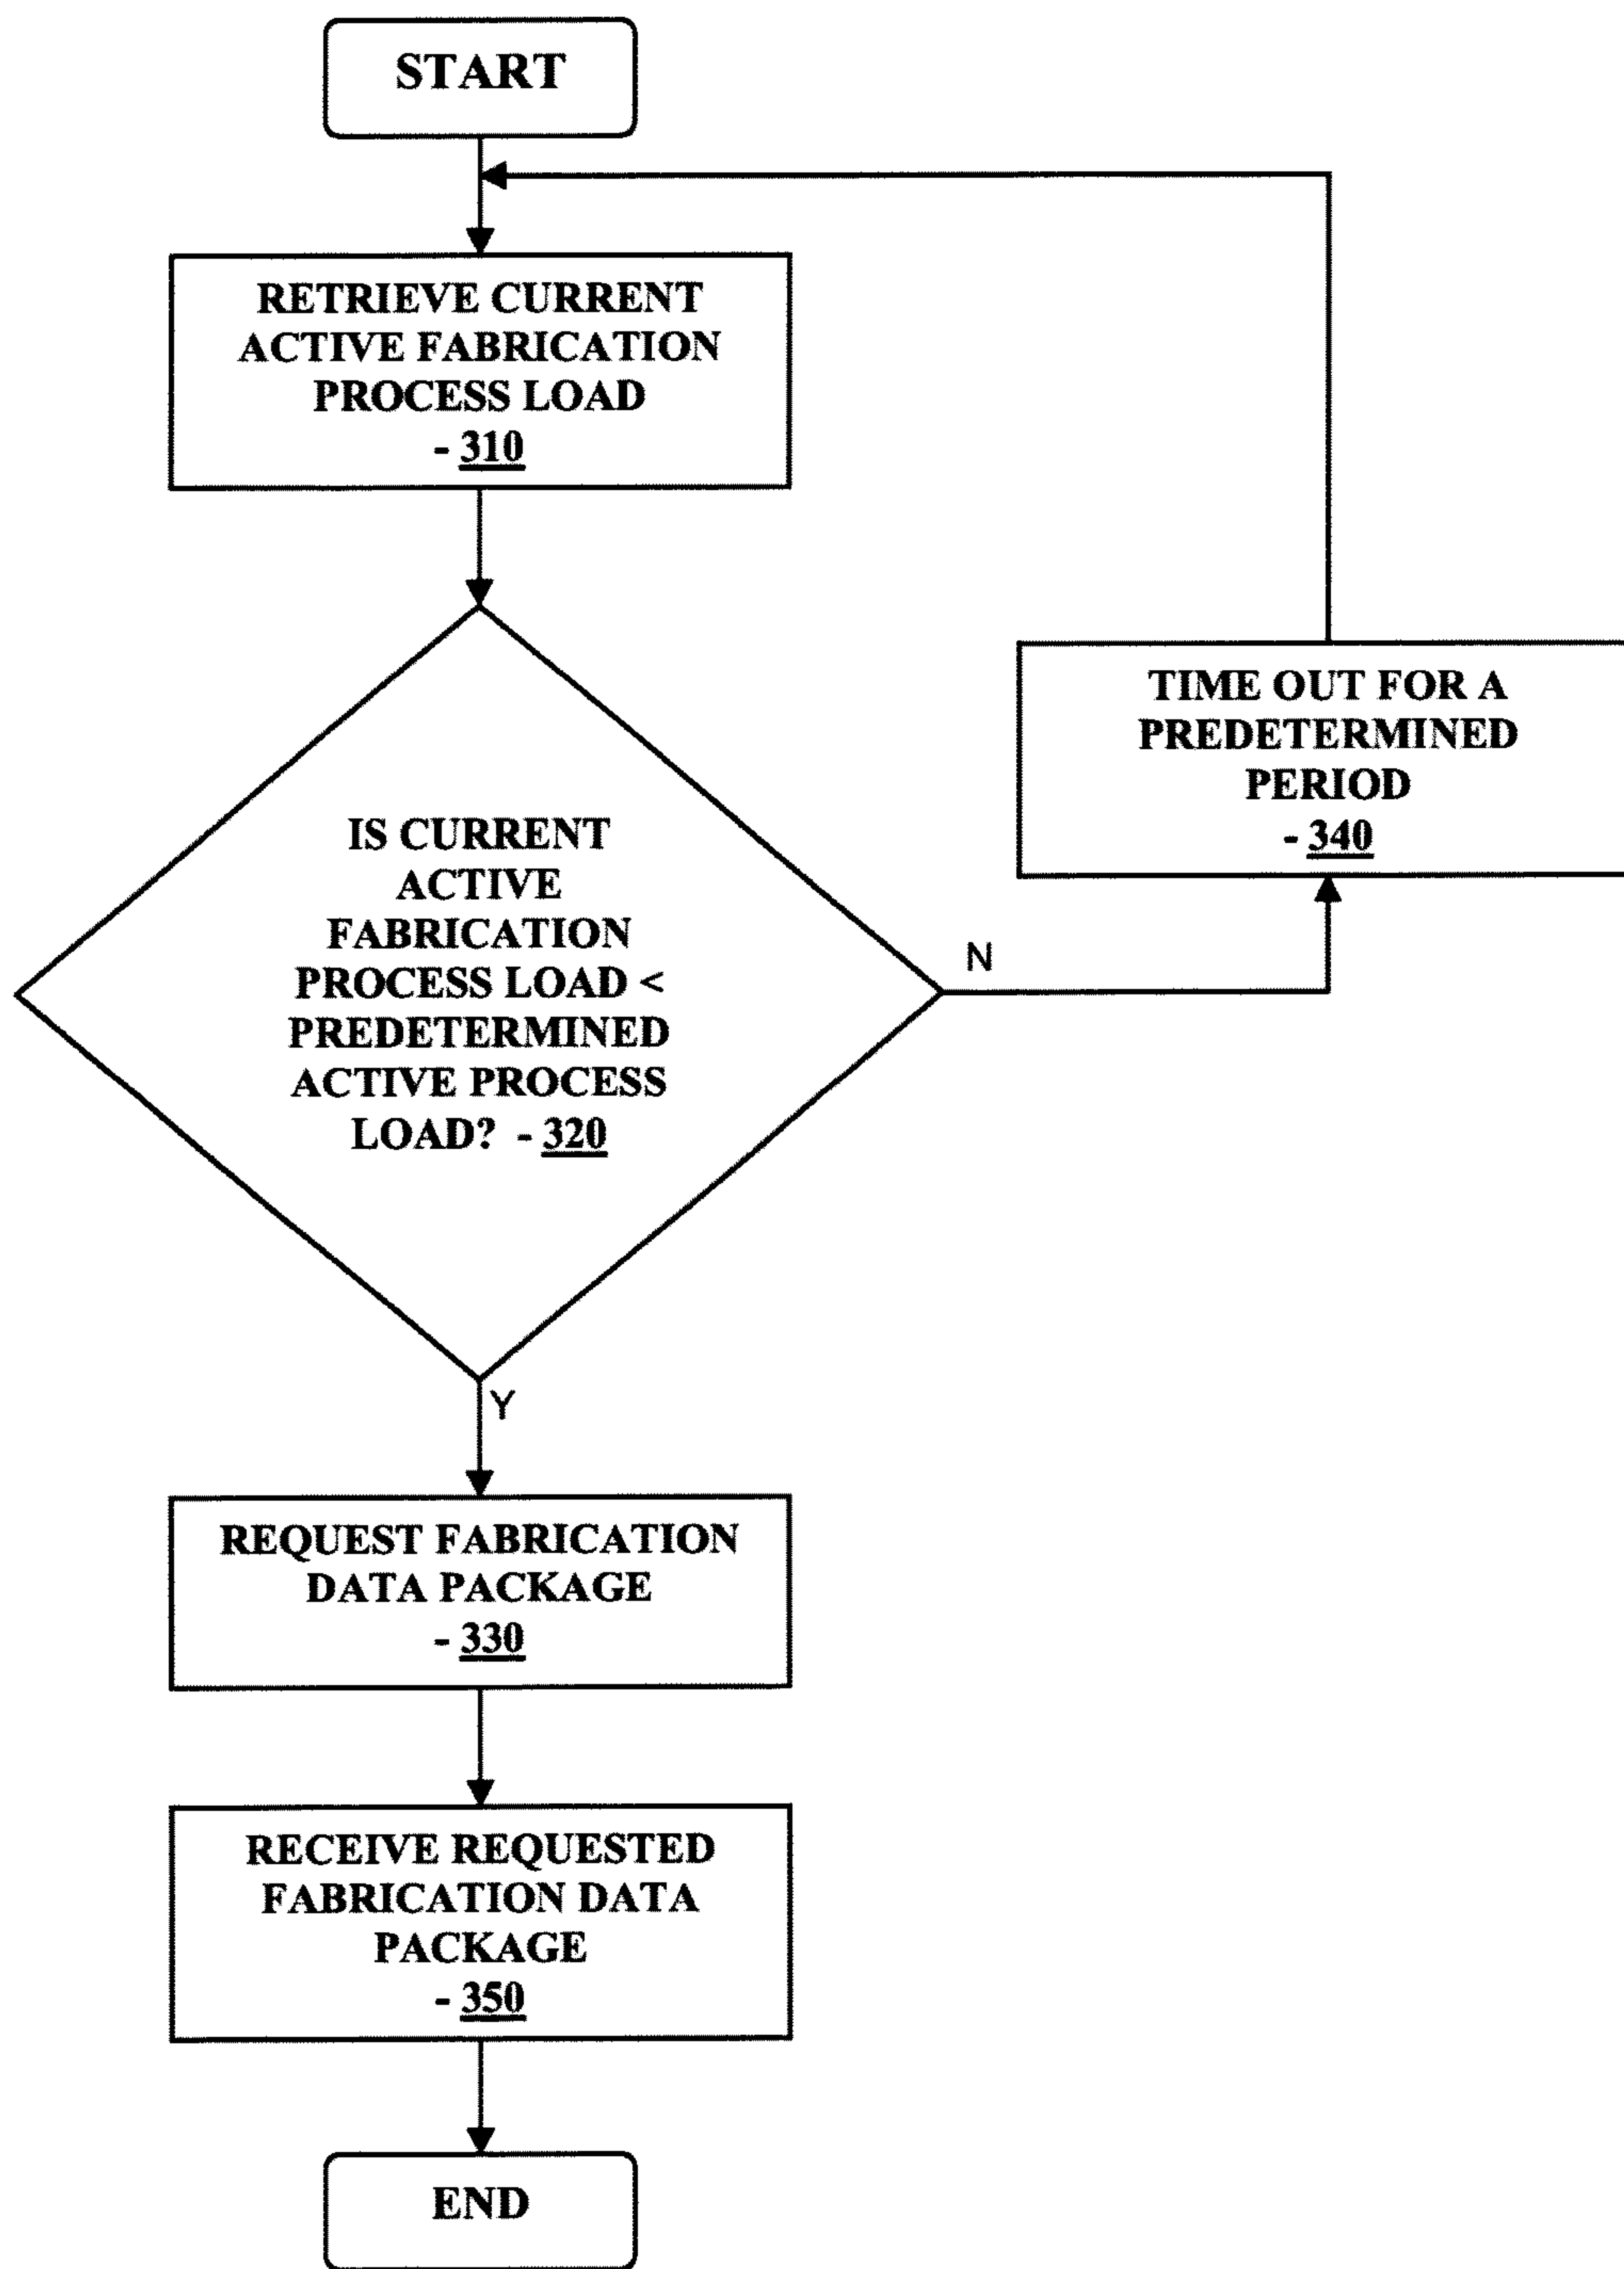 START
RETRIEVE CURRENT
ACTIVE FABRICATION
PROCESS LOAD
- 310
TIME OUT FOR A
PREDETERMINED
PERIOD
- 340
IS CURRENT
ACTIVE
FABRICATION
PROCESS LOAD <
PREDETERMINED
ACTIVE PROCESS
LOAD? - 320
N
Y
REQUEST FABRICATION
DATA PACKAGE
- 330
RECEIVE REQUESTED
FABRICATION DATA
PACKAGE
- 350
END